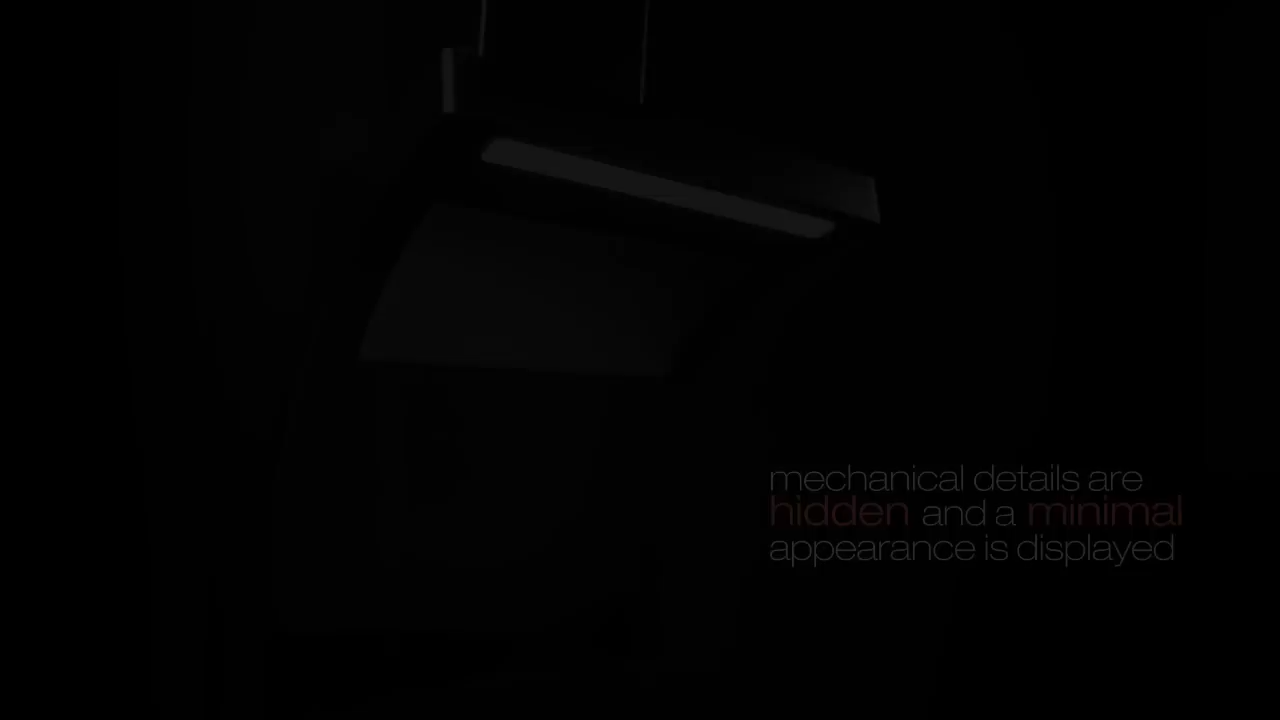 mechanical details are
hidden and a minimal
appearance is displayed